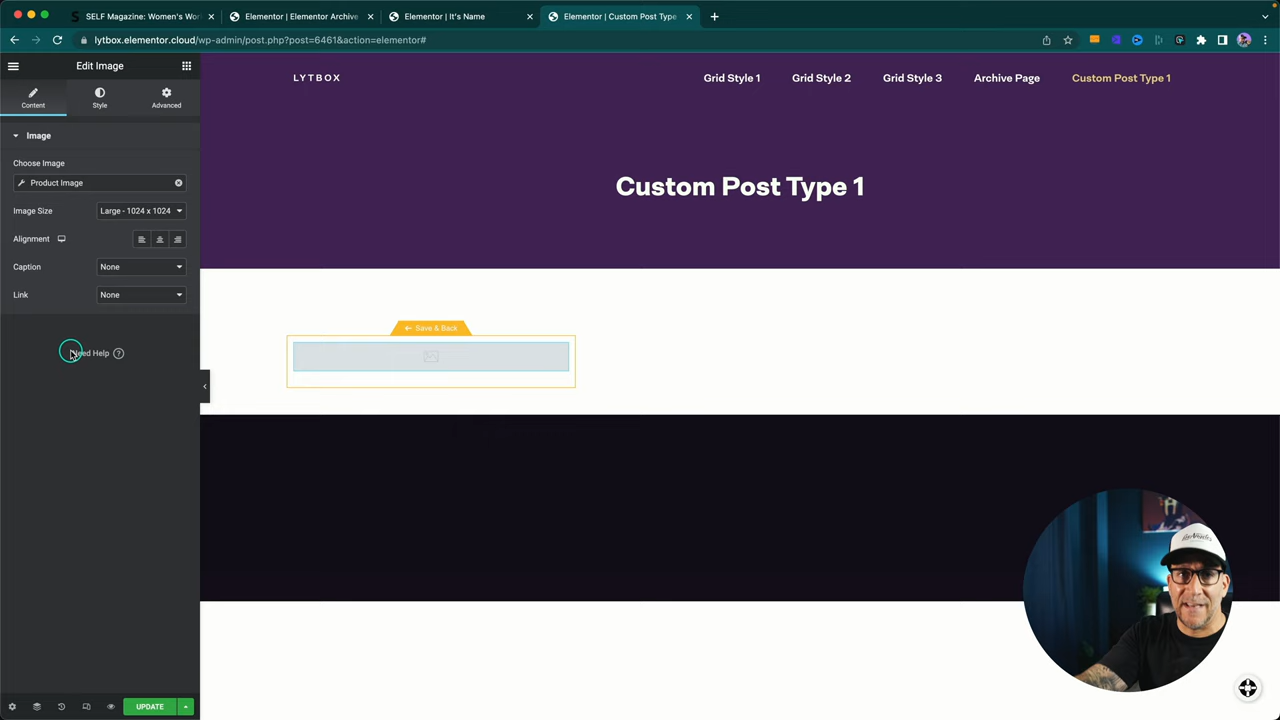 SELF Magazine: Women's Wor
Elementor | Elementor Archive
Elementor | It's Name
Elementor | Custom Post Type
lytbox.elementor.cloud/wp-admin/post.php?post=6461&action=elementor#
Edit Image
Content
Style
Advanced
Image
Choose Image
Product Image
Image Size
Large - 1024 x 1024
Alignment
Caption
None
Link
None
Need Help ?
UPDATE
LYTBOX
Grid Style 1
Grid Style 2
Grid Style 3
Archive Page
Custom Post Type 1
Custom Post Type 1
Save & Back